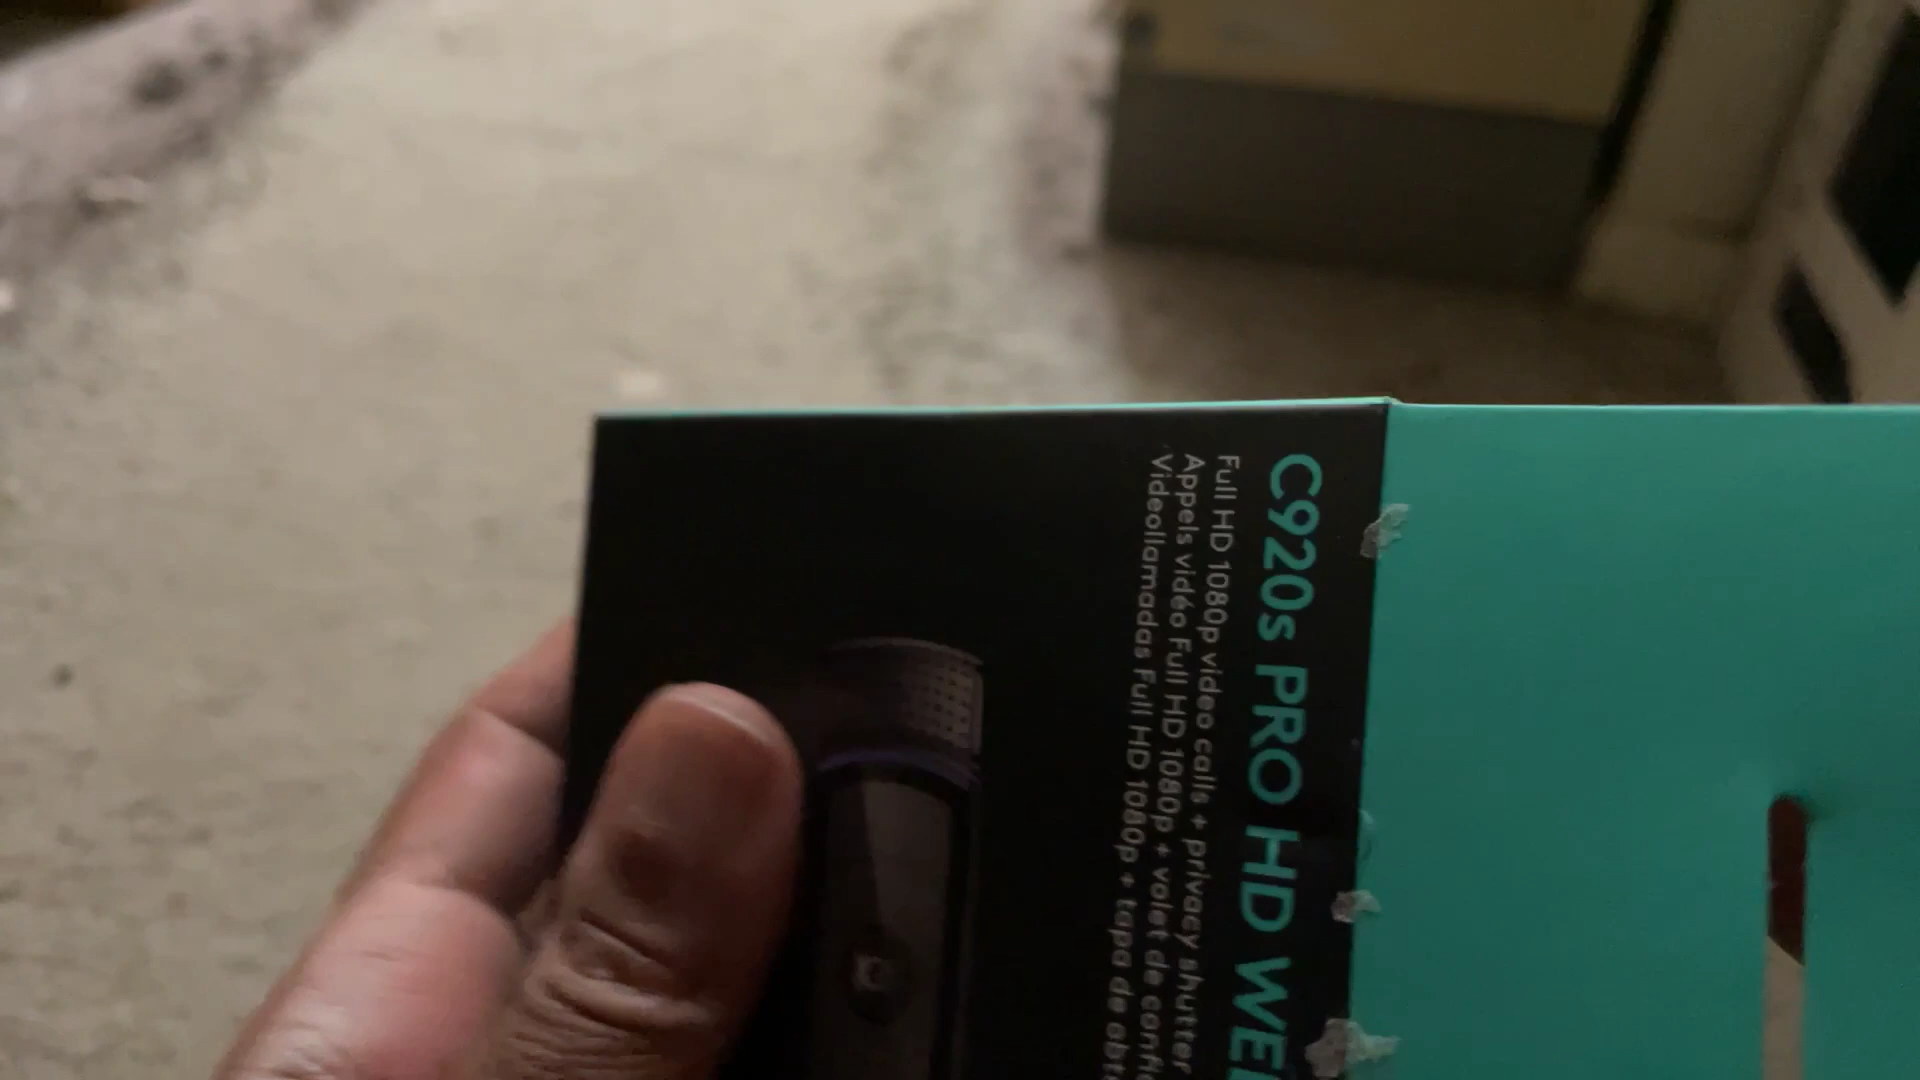 C920s PRO HD
Full HD 1080p video calls + privacy shutter
Appels vidéo Full HD 1080p + volet de
Videollamadas Full HD 1080p + tapa de